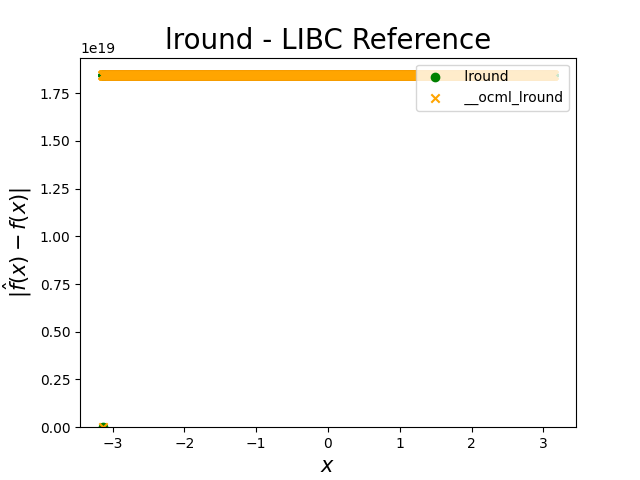 lround - LIBC Reference
1e19
lround
__ocml_lround
1.75
1.50
1.25
1.00
0.75
0.50
0.25
0.00
|f̂(x) − f(x)|
−3 −2 −1 0 1 2 3
x